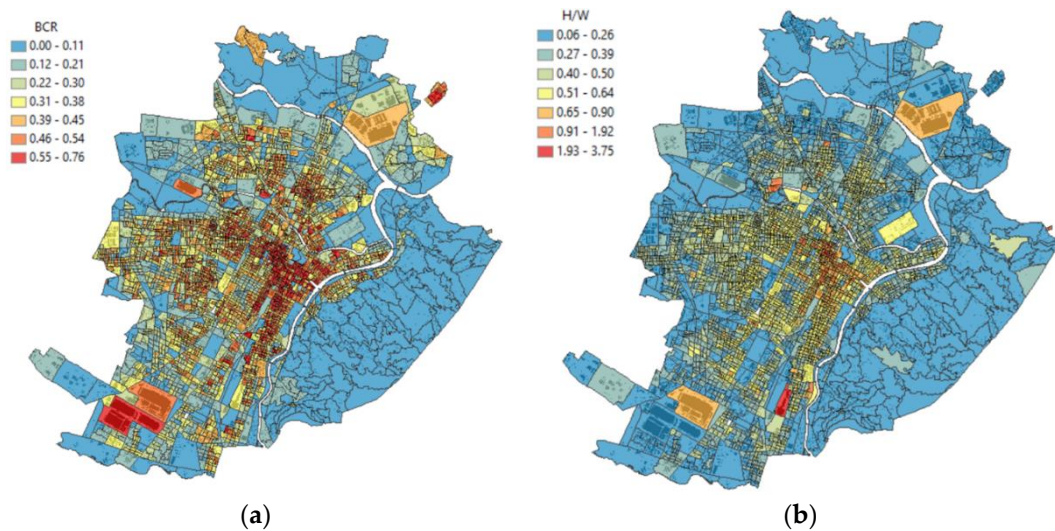 BCR
0.00 - 0.11
0.12 - 0.21
0.22 - 0.30
0.31 - 0.38
0.39 - 0.45
0.46 - 0.54
0.55 - 0.76
(a)
H/W
0.06 - 0.26
0.27 - 0.39
0.40 - 0.50
0.51 - 0.64
0.65 - 0.90
0.91 - 1.92
1.93 - 3.75
(b)